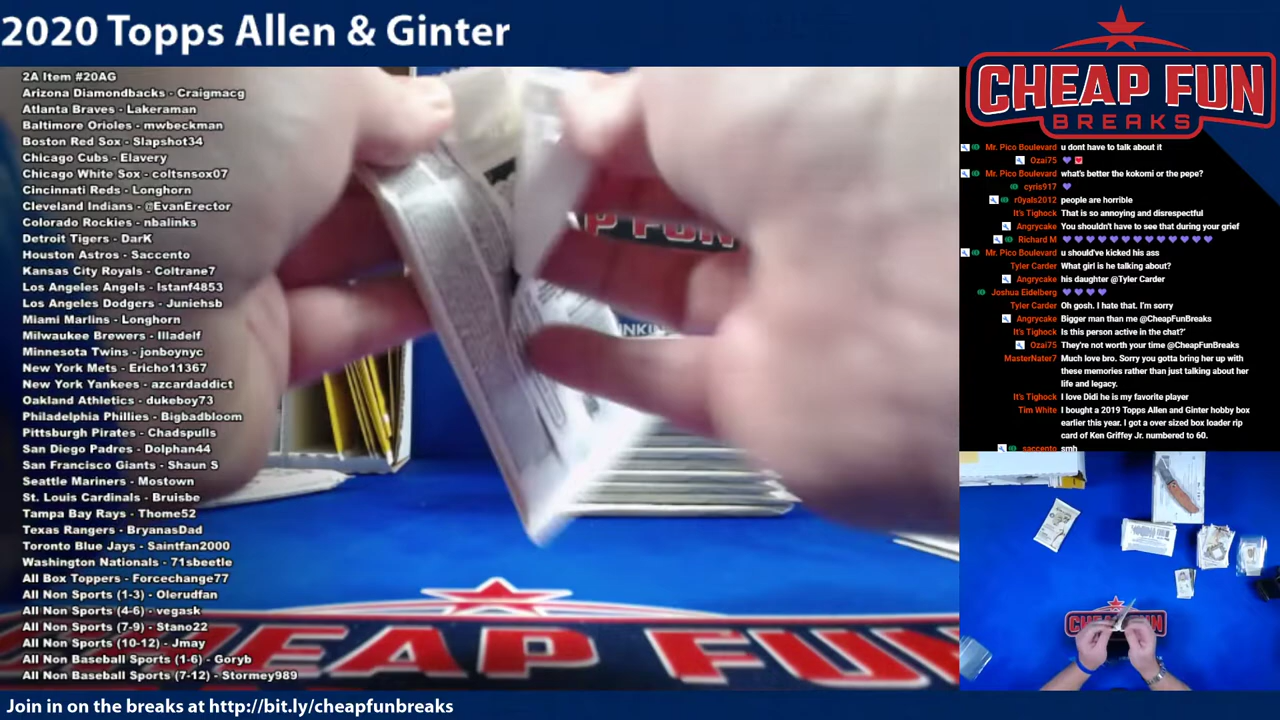 2020 Topps Allen & Ginter
2A Item #20AG
Arizona Diamondbacks - Craigmacg
Atlanta Braves - Lakeraman
Baltimore Orioles - mwbeckman
Boston Red Sox - Slapshot34
Chicago Cubs - Elavery
Chicago White Sox - coltsnsox07
Cincinnati Reds - Longhorn
Cleveland Indians - @EvanErector
Colorado Rockies - nbalinks
Detroit Tigers - DarK
Houston Astros - Saccento
Kansas City Royals - Coltrane7
Los Angeles Angels - Istanf4853
Los Angeles Dodgers - Juniehsb
Miami Marlins - Longhorn
Milwaukee Brewers - Illadelf
Minnesota Twins - jonboynyc
New York Mets - Ericho11367
New York Yankees - azcardaddict
Oakland Athletics - dukeboy73
Philadelphia Phillies - Bigbadbloom
Pittsburgh Pirates - Chadspulls
San Diego Padres - Dolphan44
San Francisco Giants - Shaun S
Seattle Mariners - Mostown
St. Louis Cardinals - Bruisbe
Tampa Bay Rays - Thome52
Texas Rangers - BryanasDad
Toronto Blue Jays - Saintfan2000
Washington Nationals - 71sbeetle
All Box Toppers - Forcechange77
All Non Sports (1-3) - Olerudfan
All Non Sports (4-6) - vegask
All Non Sports (7-9) - Stano22
All Non Sports (10-12) - Jmay
All Non Baseball Sports (1-6) - Goryb
All Non Baseball Sports (7-12) - Stormey989
P FUN
CHEAP FUN
Join in on the breaks at http://bit.ly/cheapfunbreaks
CHEAP FUN
BREAKS
Mr. Pico Boulevard u dont have to talk about it
Ozai75
Mr. Pico Boulevard what's better the kokomi or the pepe?
cyris917
r0yals2012 people are horrible
It's Tighock That is so annoying and disrespectful
Angrycake You shouldn't have to see that during your grief
Richard M
Mr. Pico Boulevard u should've kicked his ass
Tyler Carder What girl is he talking about?
Angrycake his daughter @Tyler Carder
Joshua Eidelberg
Tyler Carder Oh gosh. I hate that. I'm sorry
Angrycake Bigger man than me @CheapFunBreaks
It's Tighock Is this person active in the chat?'
Ozai75 They're not worth your time @CheapFunBreaks
MasterNater7 Much love bro. Sorry you gotta bring her up with
these memories rather than just talking about her
life and legacy.
It's Tighock I love Didi he is my favorite player
Tim White I bought a 2019 Topps Allen and Ginter hobby box
earlier this year. I got a over sized box loader rip
card of Ken Griffey Jr. numbered to 60.
saccento smh
CHEAP FUN